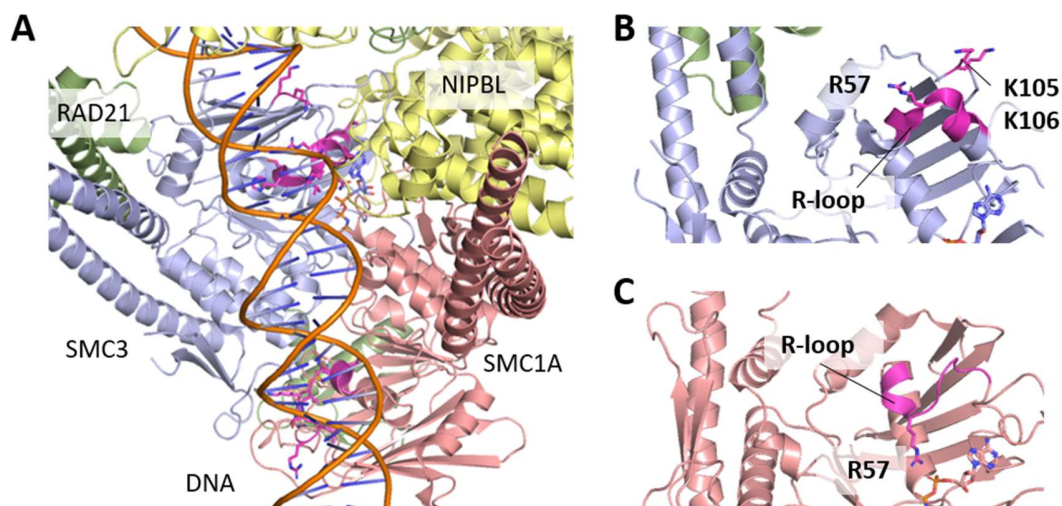 A
RAD21
NIPBL
SMC3
SMC1A
DNA
B
R57
K105
K106
R-loop
C
R-loop
R57